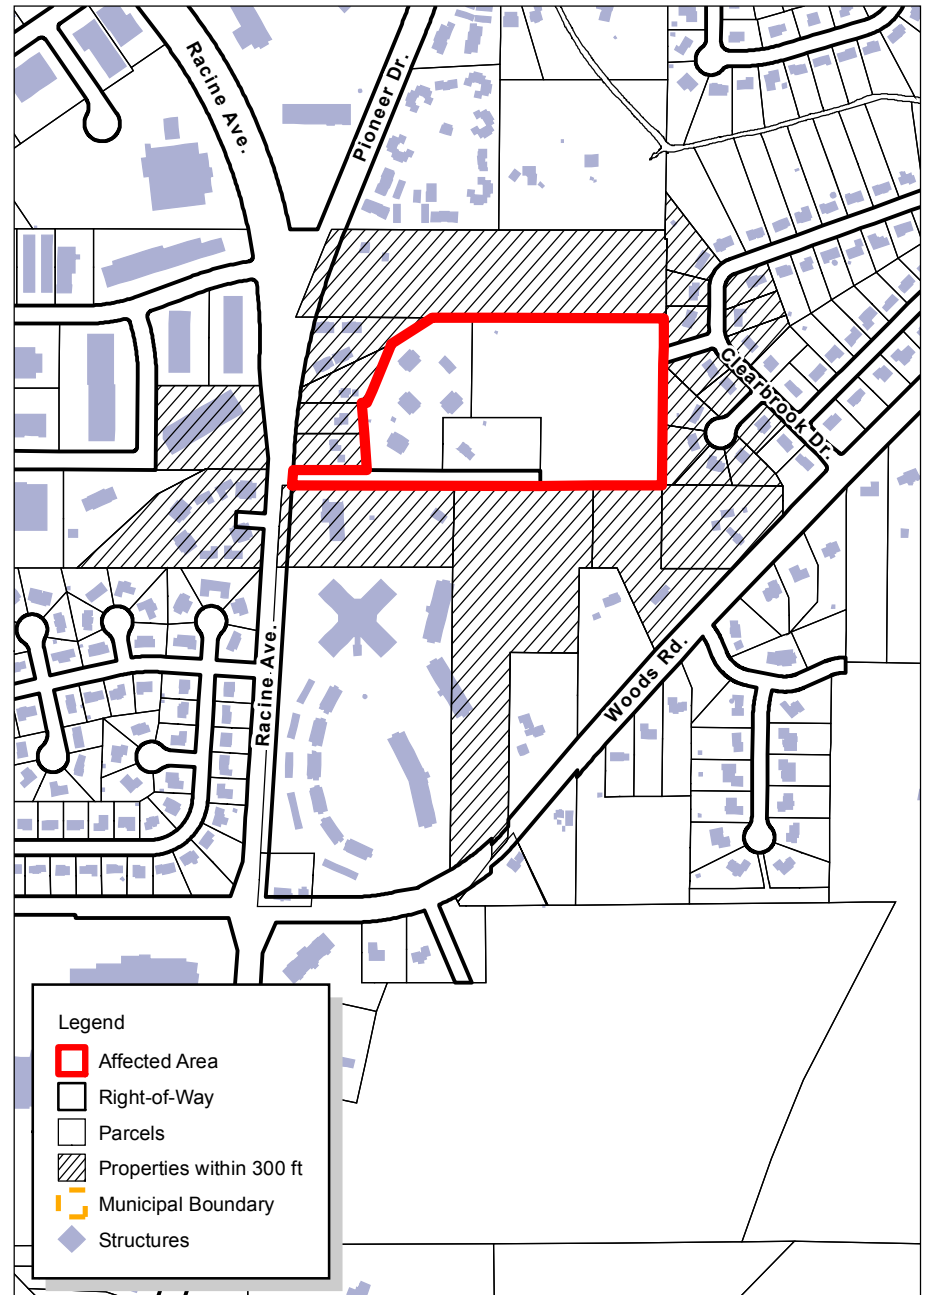 Racine Ave.
Pioneer Dr.
Clearbrook Dr.
Racine Ave.
Woods Rd.
Legend
Affected Area
Right-of-Way
Parcels
Properties within 300 ft
Municipal Boundary
Structures